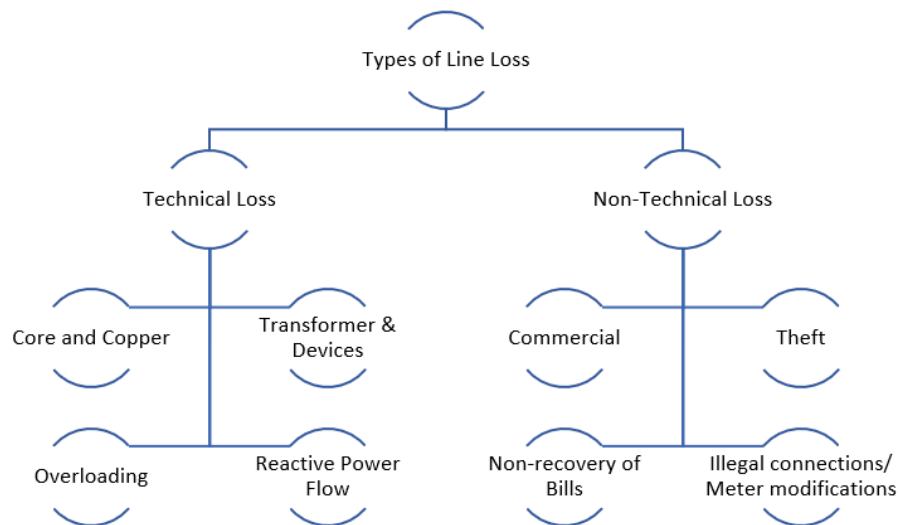 Types of Line Loss
Technical Loss
Non-Technical Loss
Core and Copper
Transformer &
Devices
Commercial
Theft
Overloading
Reactive Power
Flow
Non-recovery of
Bills
Illegal connections/
Meter modifications